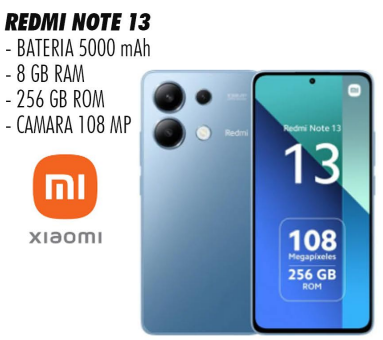 REDMI NOTE 13
- BATERIA 5000 mAh
- 8 GB RAM
- 256 GB ROM
- CAMARA 108 MP
mi
xiaomi
Redmi
Redmi Note 13
13
108
Megapixeles
256 GB
ROM